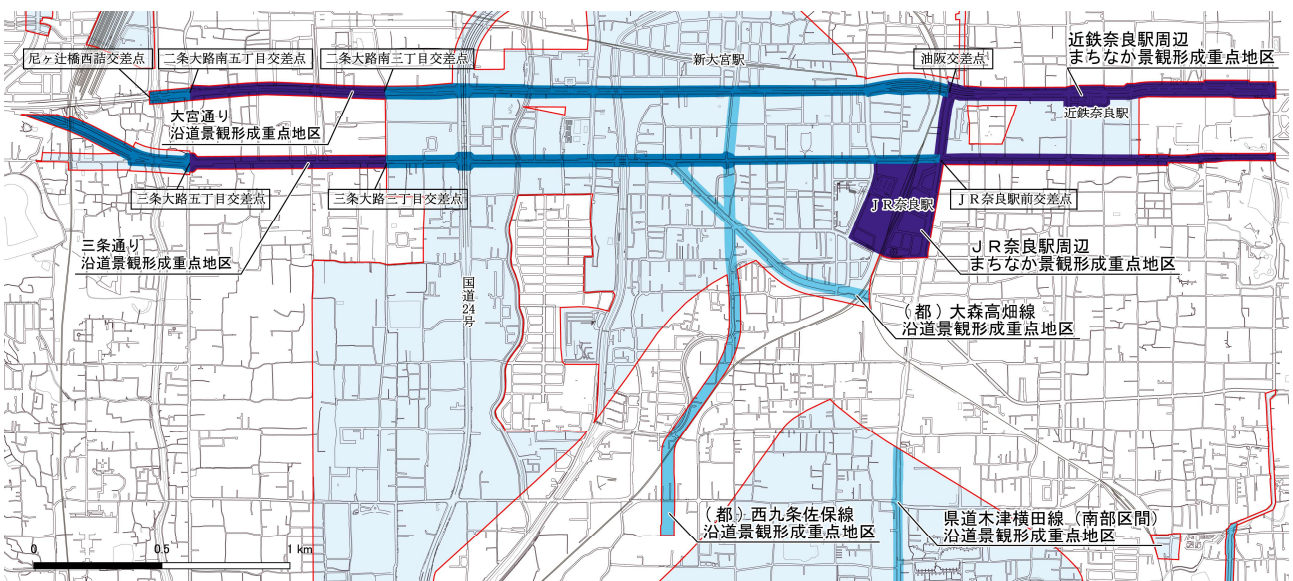 近鉄奈良駅周辺
まちなか景観形成重点地区
尼ヶ辻橋西詰交差点
二条大路南五丁目交差点
二条大路南三丁目交差点
新大宮駅
油阪交差点
大宮通り
沿道景観形成重点地区
近鉄奈良駅
三条大路五丁目交差点
三条大路三丁目交差点
JR奈良駅
JR奈良駅前交差点
三条通り
沿道景観形成重点地区
JR奈良駅周辺
まちなか景観形成重点地区
国道24号
(都)大森高畑線
沿道景観形成重点地区
(都)西九条佐保線
沿道景観形成重点地区
県道木津横田線(南部区間)
沿道景観形成重点地区
0 0.5 1 km